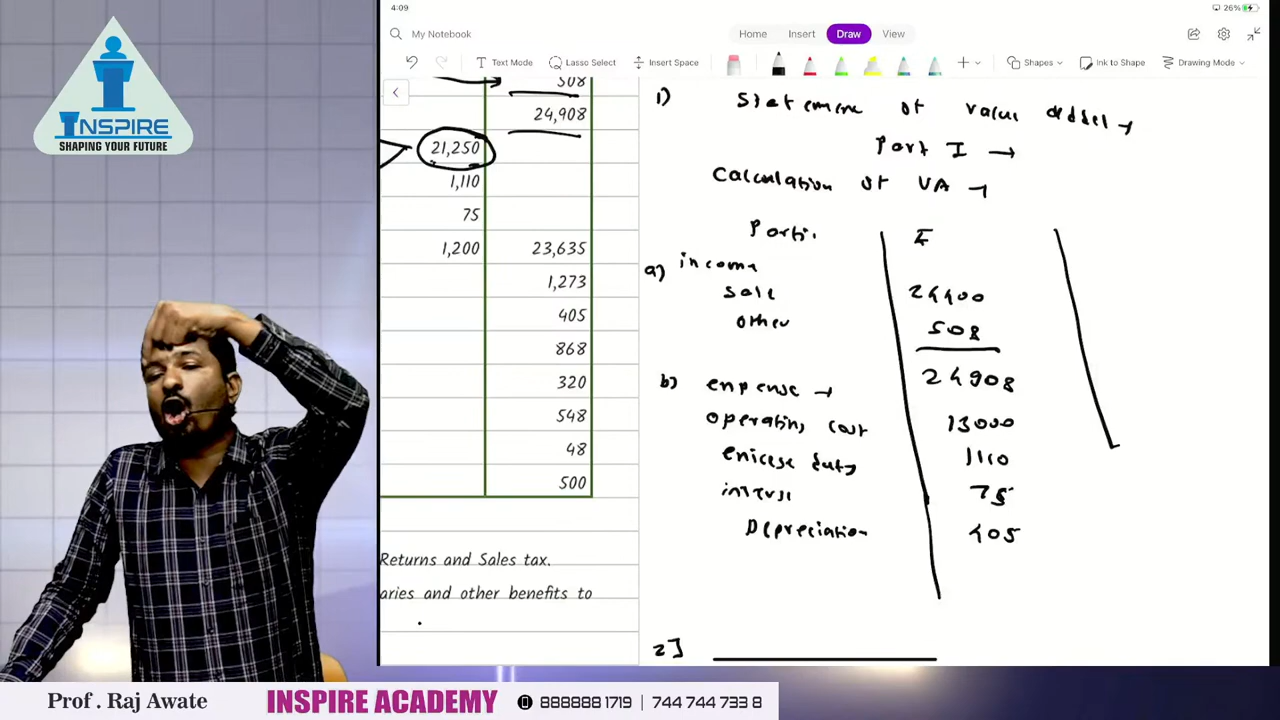 4:09
26%
My Notebook
Home Insert Draw View
Text Mode Lasso Select Insert Space Shapes Ink to Shape Drawing Mode
INSPIRE
SHAPING YOUR FUTURE
508
24,908
21,250
1,110
75
1,200 23,635
1,273
405
868
320
548
48
500
Returns and Sales tax.
aries and other benefits to
1) Statement of value added →
Part I →
Calculation of VA →
Parti. ₹
a) income
Sale 24400
Other 508
24908
b) expense →
operating cost 13000
excise duty 1110
interse 75
Depreciation 405
2]
Prof. Raj Awate INSPIRE ACADEMY 888888 1719 | 744 744 733 8